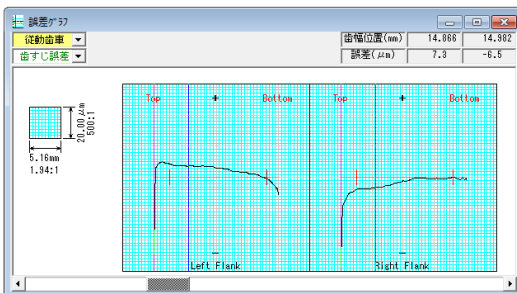 誤差グラフ
従動歯車 歯幅位置(mm) 14.866 14.982
歯すじ誤差 誤差(μm) 7.3 -6.5
Top + Bottom Top + Bottom
20.00μm
500:1
5.16mm
1.94:1
Left Flank Right Flank